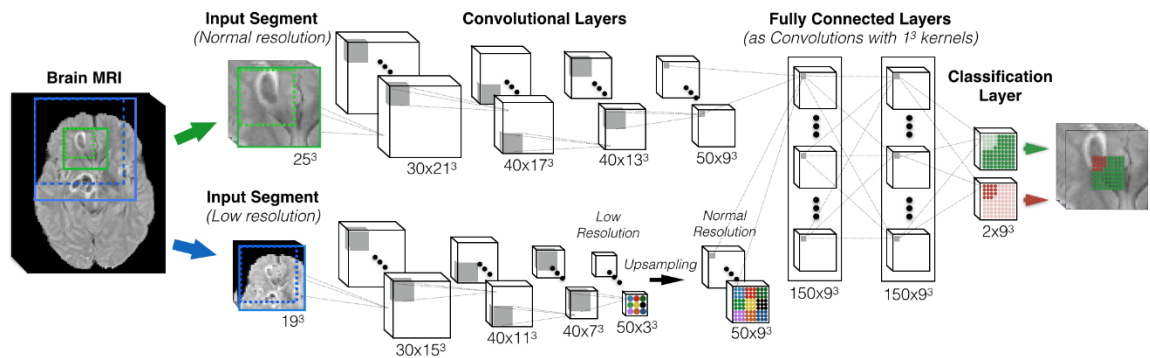 Brain MRI
Input Segment
(Normal resolution)
25³
Convolutional Layers
30x21³
40x17³
40x13³
50x9³
Fully Connected Layers
(as Convolutions with 1³ kernels)
150x9³
150x9³
Classification
Layer
2x9³
Input Segment
(Low resolution)
19³
30x15³
40x11³
40x7³
Low
Resolution
50x3³
Upsampling
Normal
Resolution
50x9³